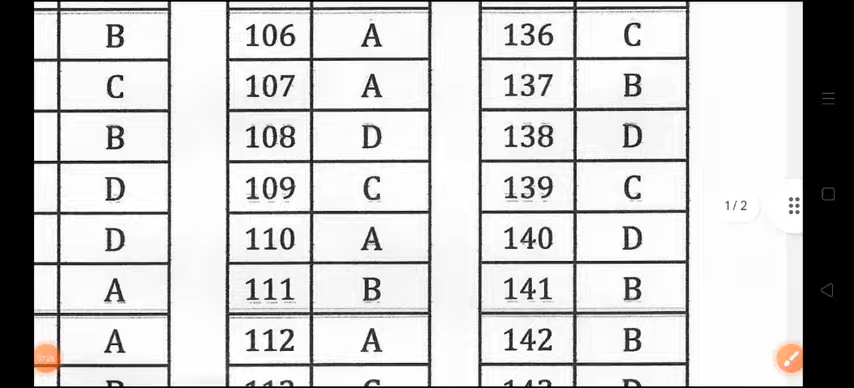 B 106 A 136 C
C 107 A 137 B
B 108 D 138 D
D 109 C 139 C
D 110 A 140 D
A 111 B 141 B
A 112 A 142 B
1 / 2